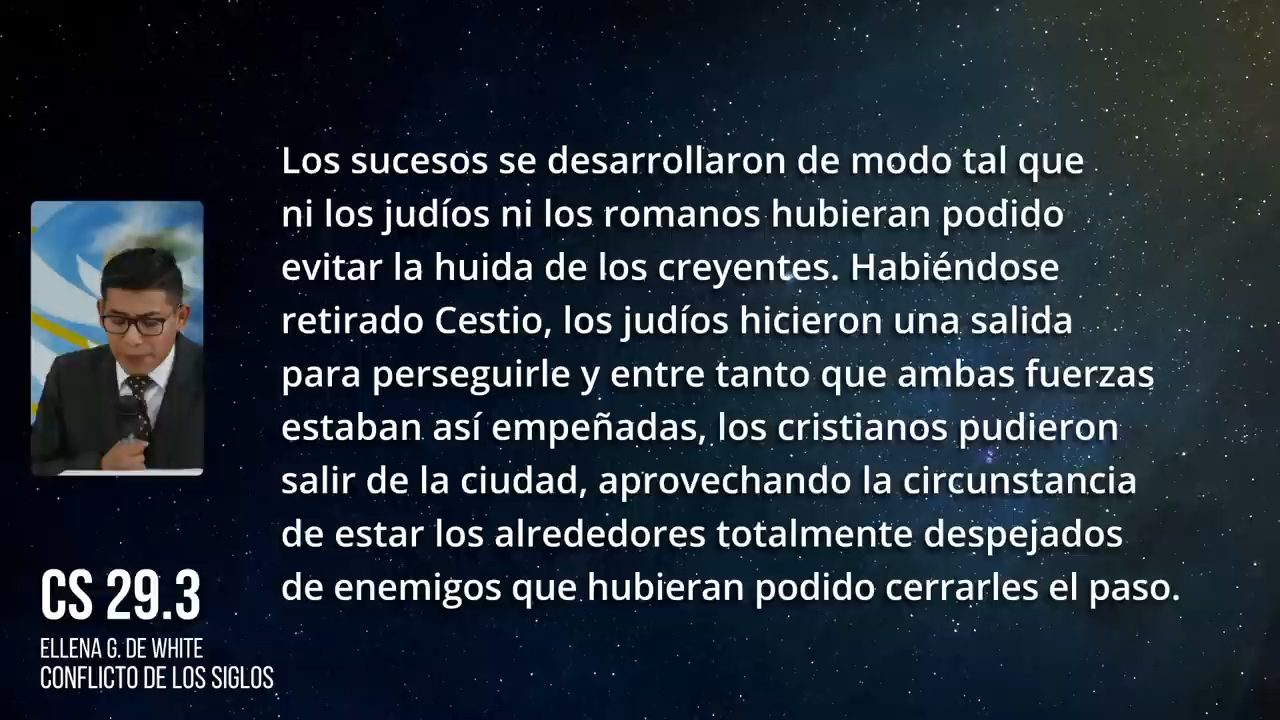 Los sucesos se desarrollaron de modo tal que
ni los judíos ni los romanos hubieran podido
evitar la huida de los creyentes. Habiéndose
retirado Cestio, los judíos hicieron una salida
para perseguirle y entre tanto que ambas fuerzas
estaban así empeñadas, los cristianos pudieron
salir de la ciudad, aprovechando la circunstancia
de estar los alrededores totalmente despejados
de enemigos que hubieran podido cerrarles el paso.
CS 29.3
ELLENA G. DE WHITE
CONFLICTO DE LOS SIGLOS